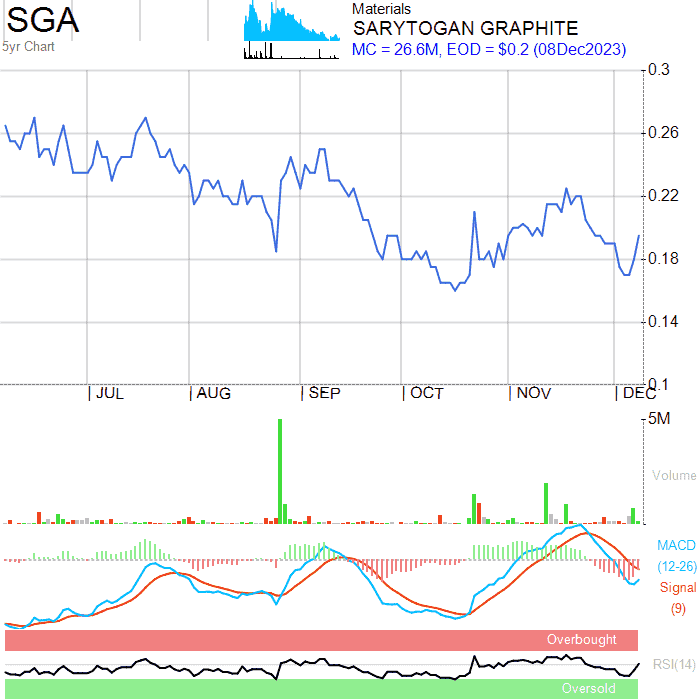 SGA
5yr Chart
Materials
SARYTOGAN GRAPHITE
MC = 26.6M, EOD = $0.2 (08Dec2023)
0.3
0.26
0.22
0.18
0.14
0.1
JUL AUG SEP OCT NOV DEC
5M
Volume
MACD
(12-26)
Signal
(9)
Overbought
RSI(14)
Oversold